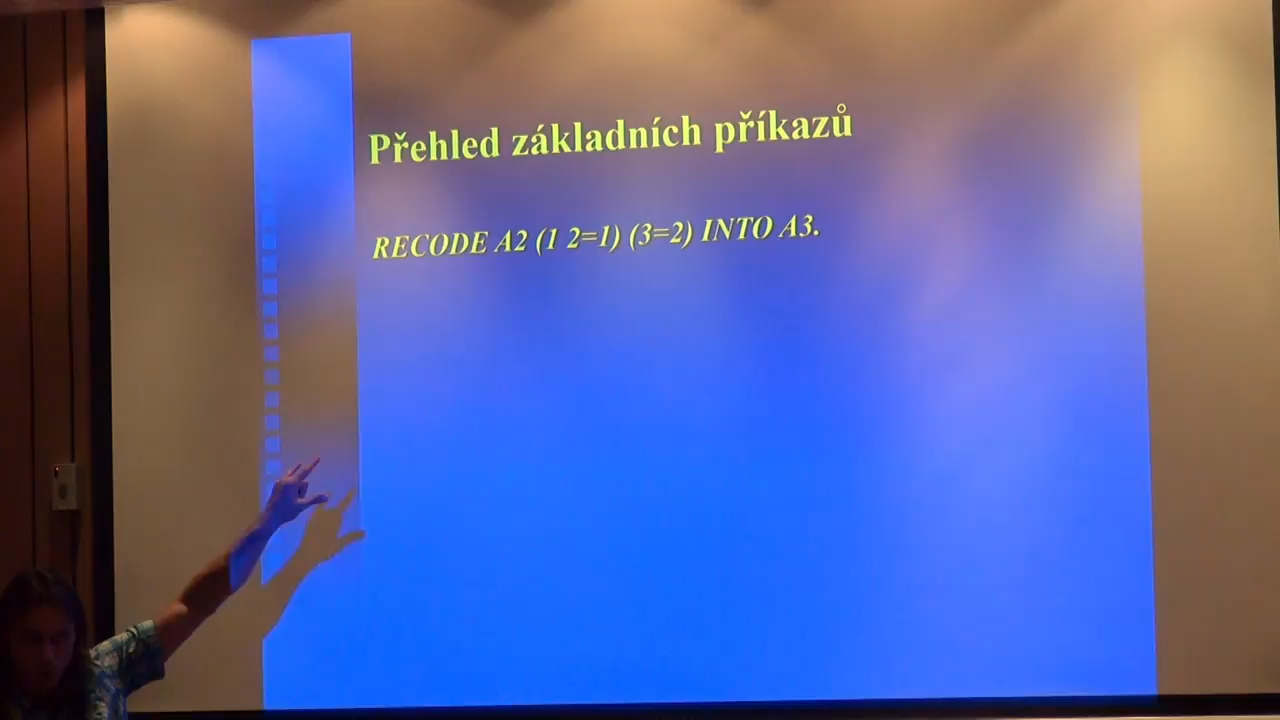 Přehled základních příkazů
RECODE A2 (1 2=1) (3=2) INTO A3.